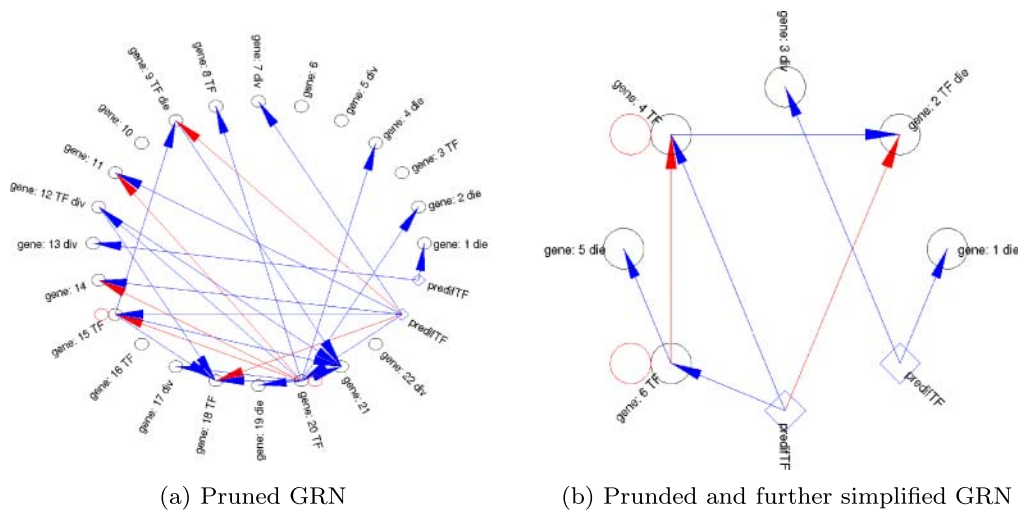 gene: 1 die
gene: 2 die
gene: 3 TF
gene: 4 die
gene: 5 div
gene: 6
gene: 7 div
gene: 8 TF
gene: 9 TF die
gene: 10
gene: 11
gene: 12 TF div
gene: 13 div
gene: 14
gene: 15 TF
gene: 16 TF
gene: 17 div
gene: 18 TF
gene: 19 die
gene: 20 TF
gene: 21
gene: 22 div
predifTF
predifTF
(a) Pruned GRN
gene: 1 die
gene: 2 TF die
gene: 3 div
gene: 4 TF
gene: 5 die
gene: 6 TF
predifTF
predifTF
(b) Prunded and further simplified GRN